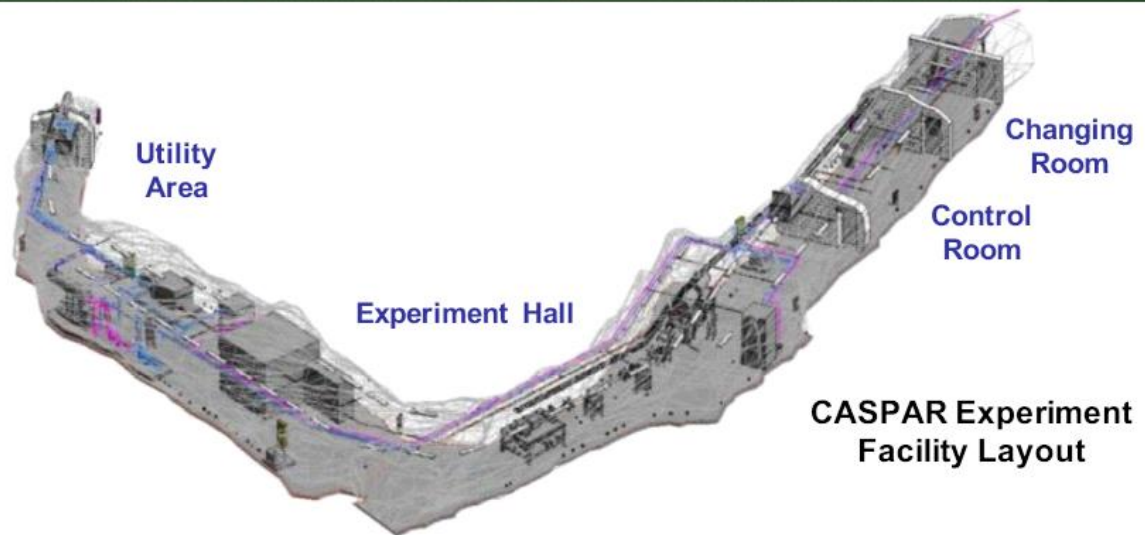 Utility
Area
Changing
Room
Control
Room
Experiment Hall
CASPAR Experiment
Facility Layout